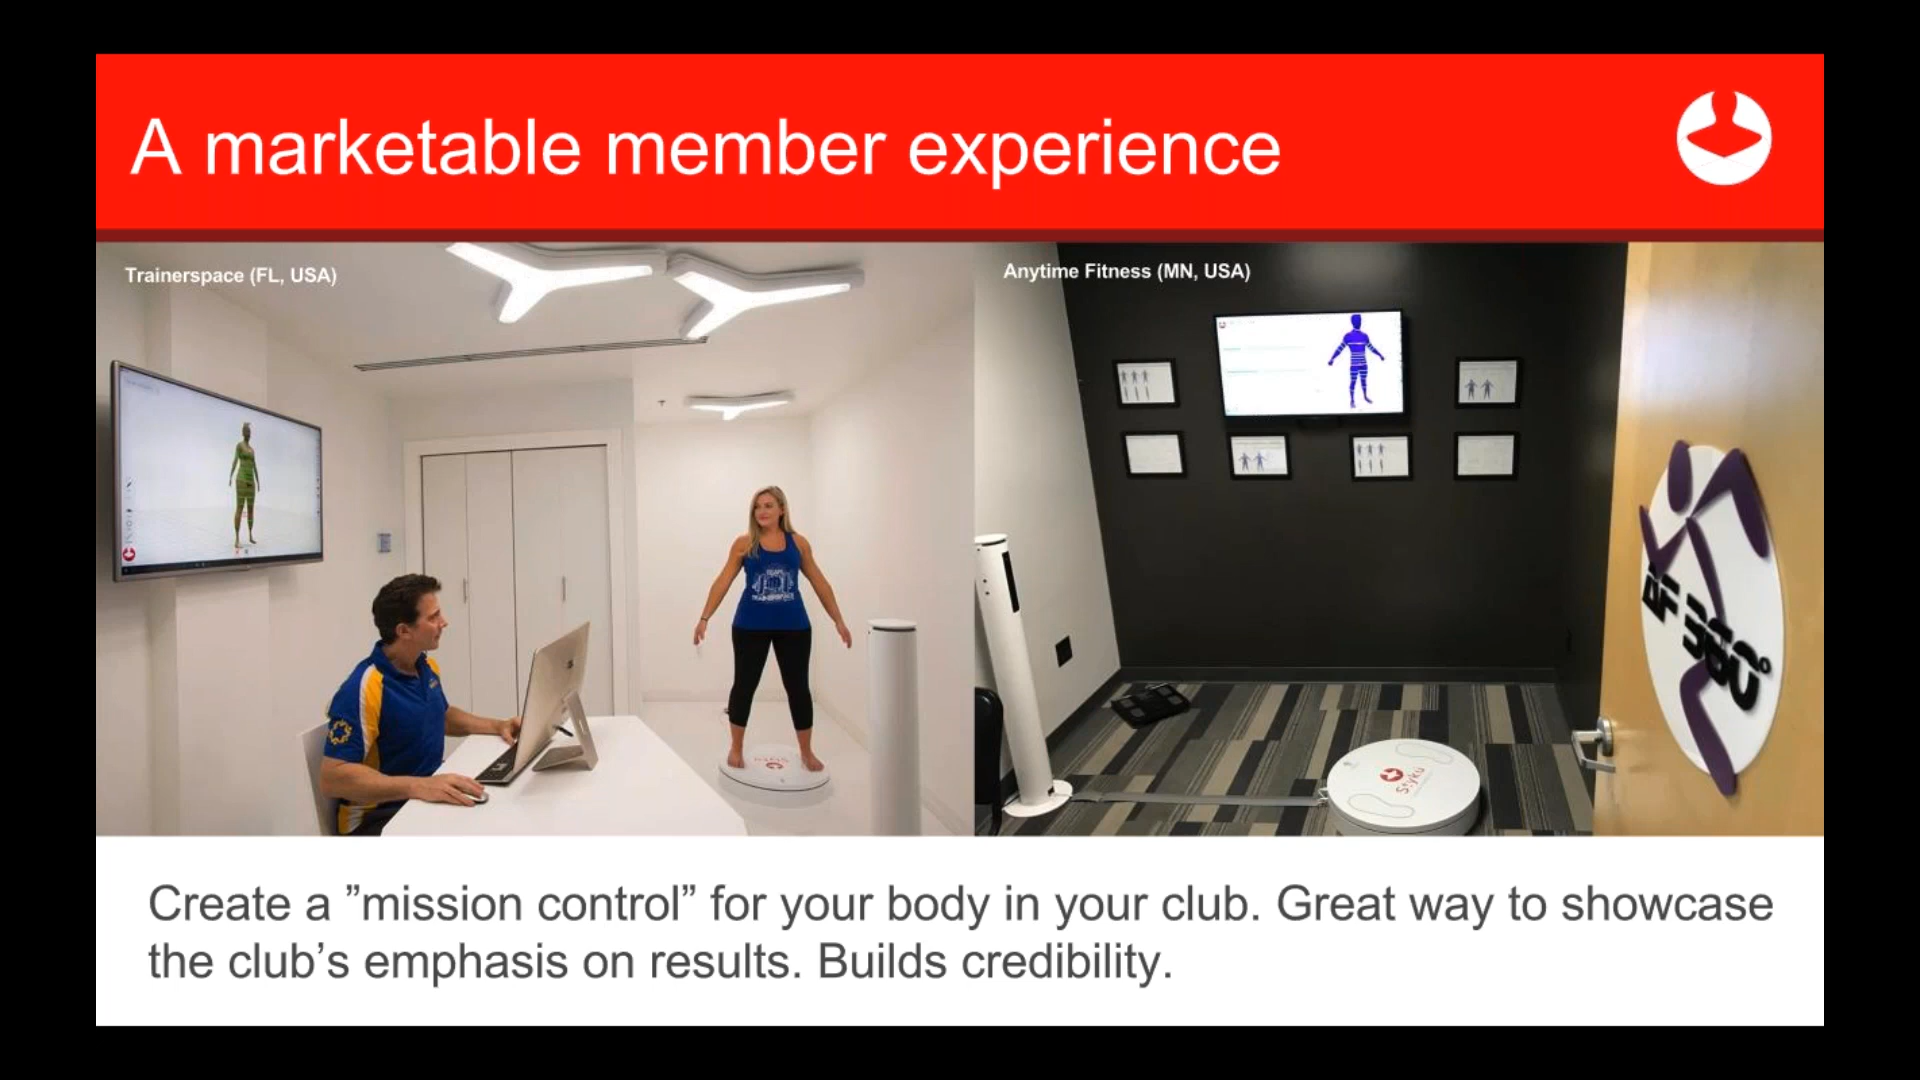 A marketable member experience
Trainerspace (FL, USA)
Anytime Fitness (MN, USA)
AF 360°
Styku
Create a ”mission control” for your body in your club. Great way to showcase
the club’s emphasis on results. Builds credibility.